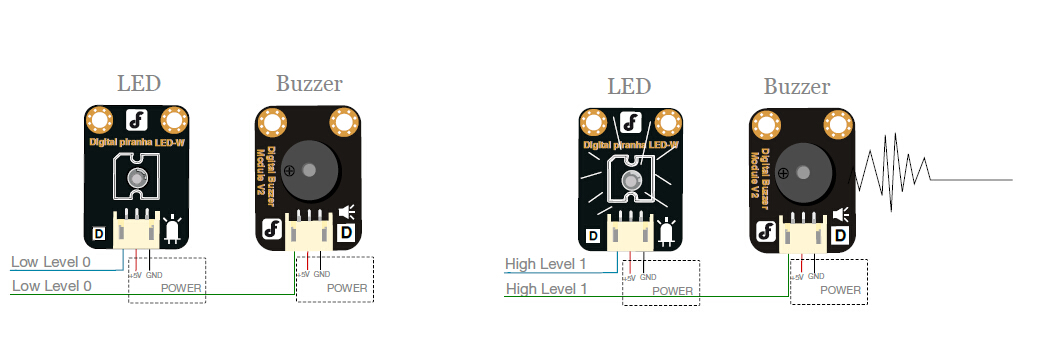 LED
Buzzer
Digital piranha LED-W
Digital Buzzer
Module V2
D
D
Low Level 0
Low Level 0
+5V GND
POWER
+5V GND
POWER
LED
Buzzer
Digital piranha LED-W
Digital Buzzer
Module V2
D
D
High Level 1
High Level 1
+5V GND
POWER
+5V GND
POWER